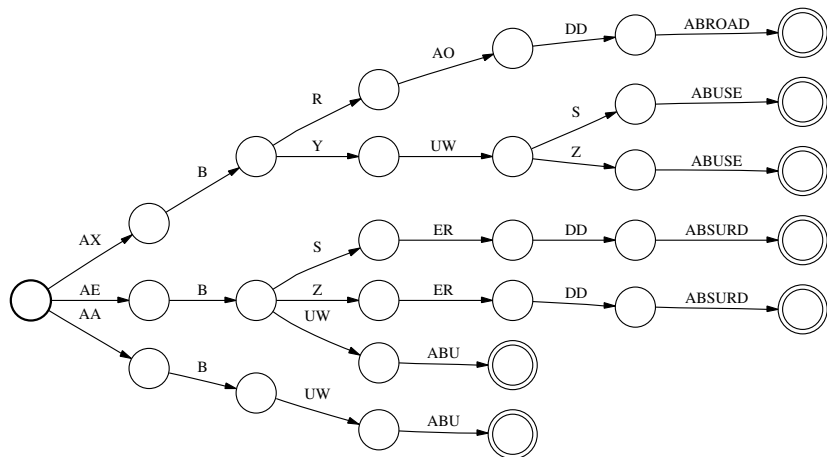 AX B R AO DD ABROAD
Y UW S ABUSE
Z ABUSE
AE B S ER DD ABSURD
Z ER DD ABSURD
UW ABU
AA B UW ABU